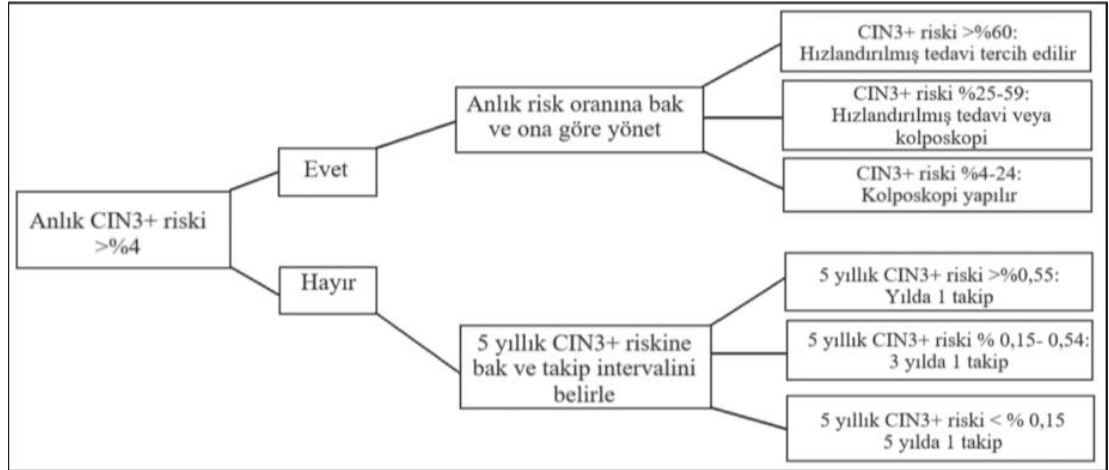 Anlık CIN3+ riski
>%4
Evet
Hayır
Anlık risk oranına bak
ve ona göre yönet
5 yıllık CIN3+ riskine
bak ve takip intervalini
belirle
CIN3+ riski >%60:
Hızlandırılmış tedavi tercih edilir
CIN3+ riski %25-59:
Hızlandırılmış tedavi veya
kolposkopi
CIN3+ riski %4-24:
Kolposkopi yapılır
5 yıllık CIN3+ riski >%0,55:
Yılda 1 takip
5 yıllık CIN3+ riski % 0,15- 0,54:
3 yılda 1 takip
5 yıllık CIN3+ riski < % 0,15
5 yılda 1 takip